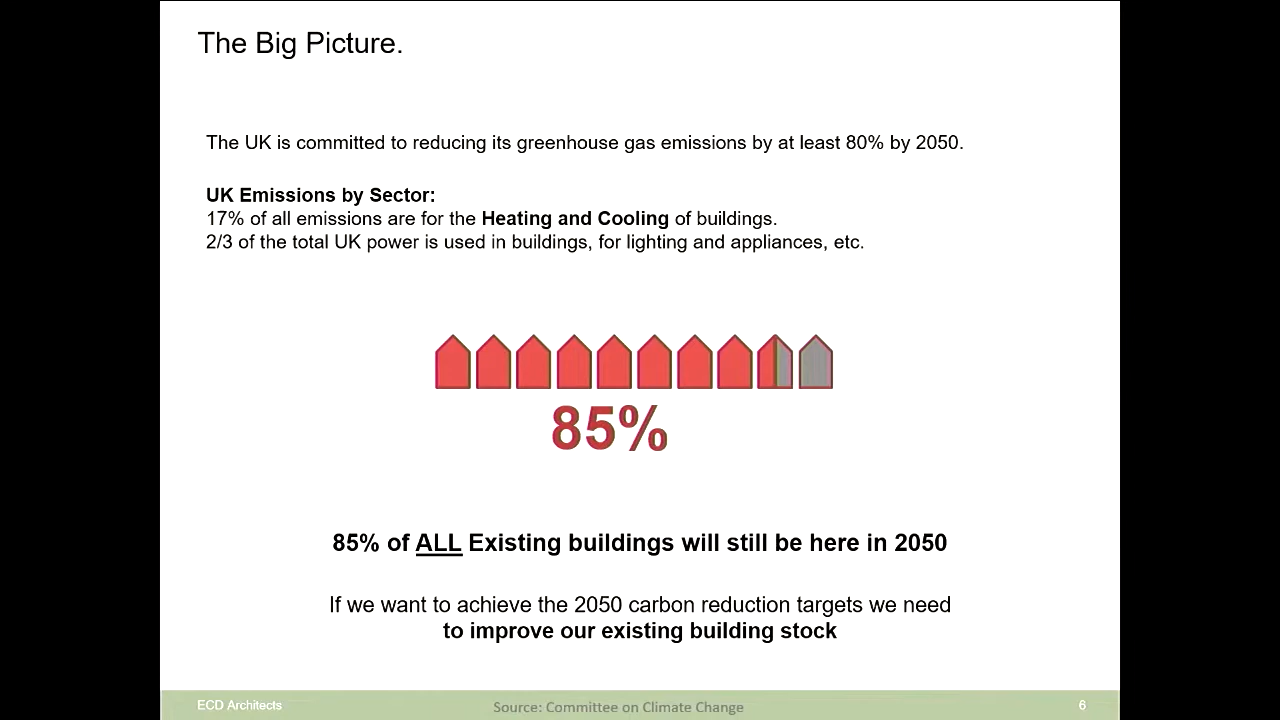 The Big Picture.
The UK is committed to reducing its greenhouse gas emissions by at least 80% by 2050.
UK Emissions by Sector:
17% of all emissions are for the Heating and Cooling of buildings.
2/3 of the total UK power is used in buildings, for lighting and appliances, etc.
85%
85% of ALL Existing buildings will still be here in 2050
If we want to achieve the 2050 carbon reduction targets we need
to improve our existing building stock
ECD Architects
Source: Committee on Climate Change
6